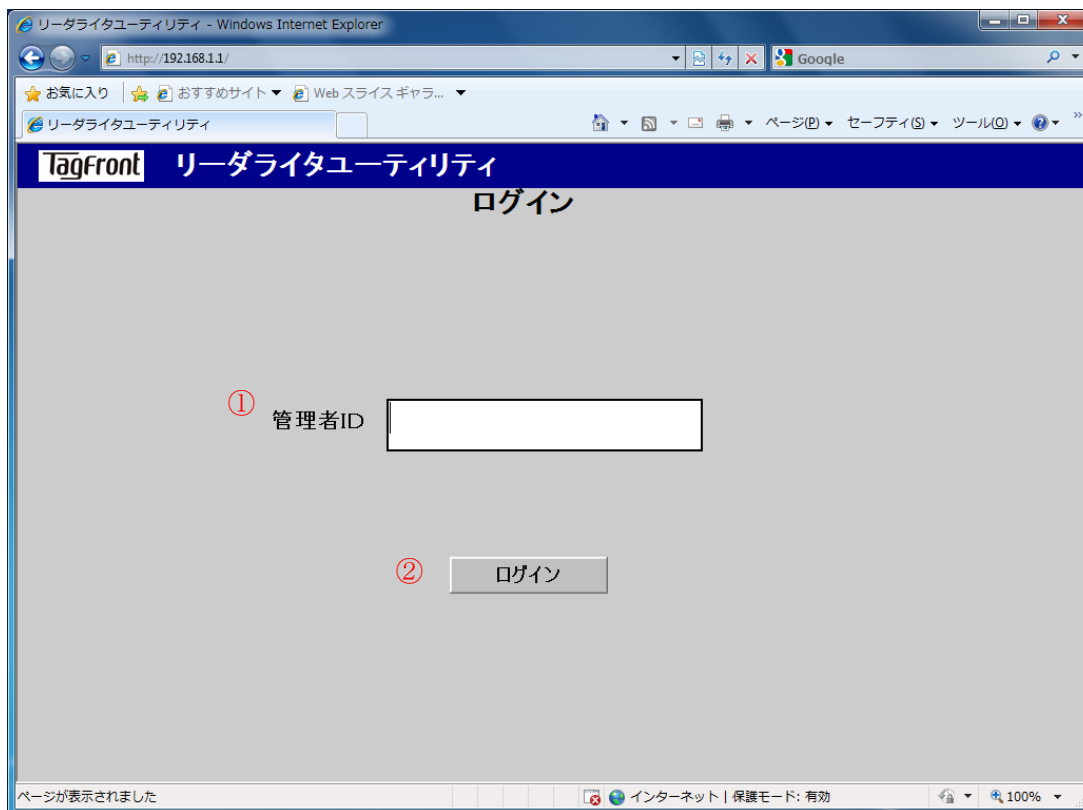 リーダライタユーティリティ - Windows Internet Explorer
http://192.168.1.1/
Google
お気に入り おすすめサイト Web スライス ギャラ...
リーダライタユーティリティ
ページ(P) セーフティ(S) ツール(O)
TagFront リーダライタユーティリティ
ログイン
① 管理者ID
② ログイン
ページが表示されました インターネット | 保護モード: 有効 100%